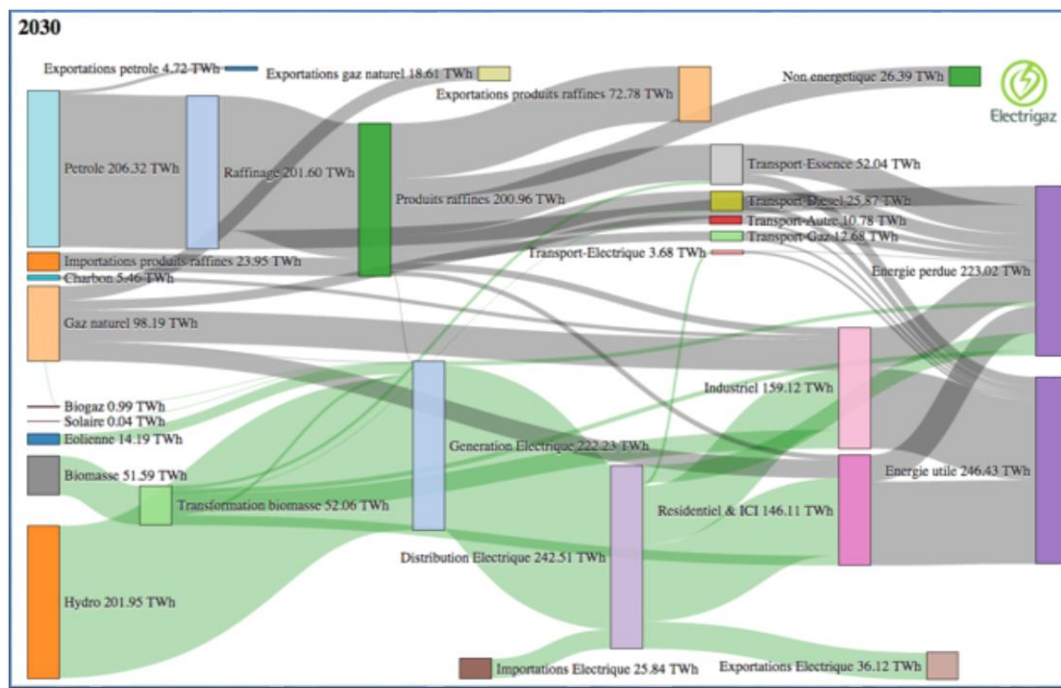 2030
Exportations petrole 4.72 TWh
Exportations gaz naturel 18.61 TWh
Exportations produits raffines 72.78 TWh
Non energetique 26.39 TWh
Electrigaz
Petrole 206.32 TWh
Raffinage 201.60 TWh
Produits raffines 200.96 TWh
Transport-Essence 52.04 TWh
Transport-Diesel 25.87 TWh
Transport-Autre 10.78 TWh
Transport-Gaz 12.68 TWh
Transport-Electrique 3.68 TWh
Importations produits raffines 23.95 TWh
Charbon 5.46 TWh
Energie perdue 223.02 TWh
Gaz naturel 98.19 TWh
Industriel 159.12 TWh
Biogaz 0.99 TWh
Solaire 0.04 TWh
Eolienne 14.19 TWh
Generation Electrique 222.23 TWh
Biomasse 51.59 TWh
Energie utile 246.43 TWh
Transformation biomasse 52.06 TWh
Residentiel & ICI 146.11 TWh
Distribution Electrique 242.51 TWh
Hydro 201.95 TWh
Importations Electrique 25.84 TWh
Exportations Electrique 36.12 TWh